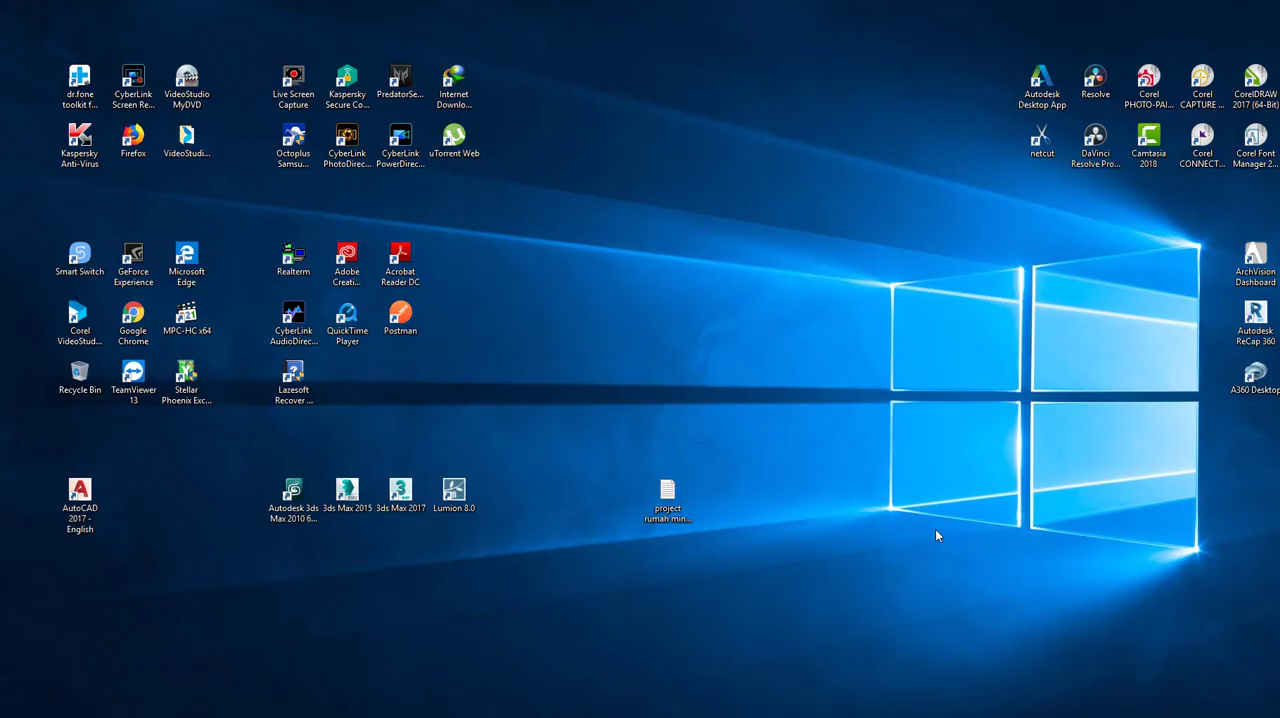 dr.fone
toolkit f...
CyberLink
Screen Re...
VideoStudio
MyDVD
Live Screen
Capture
Kaspersky
Secure Co...
PredatorSe...
Internet
Downlo...
Autodesk
Desktop App
Resolve
Corel
PHOTO-PAI...
Corel
CAPTURE ...
CorelDRAW
2017 (64-Bit)
Kaspersky
Anti-Virus
Firefox
VideoStudi...
Octoplus
Samsu...
CyberLink
PhotoDirec...
CyberLink
PowerDirec...
uTorrent Web
netcut
DaVinci
Resolve Pro...
Camtasia
2018
Corel
CONNECT...
Corel Font
Manager 2...
Smart Switch
GeForce
Experience
Microsoft
Edge
Realterm
Adobe
Creati...
Acrobat
Reader DC
ArchVision
Dashboard
Corel
VideoStud...
Google
Chrome
MPC-HC x64
CyberLink
AudioDirec...
QuickTime
Player
Postman
Autodesk
ReCap 360
Recycle Bin
TeamViewer
13
Stellar
Phoenix Exc...
Lazesoft
Recover ...
A360 Desktop
AutoCAD
2017 -
English
Autodesk 3ds
Max 2010 6...
3ds Max 2015
3ds Max 2017
Lumion 8.0
project
rumah min...